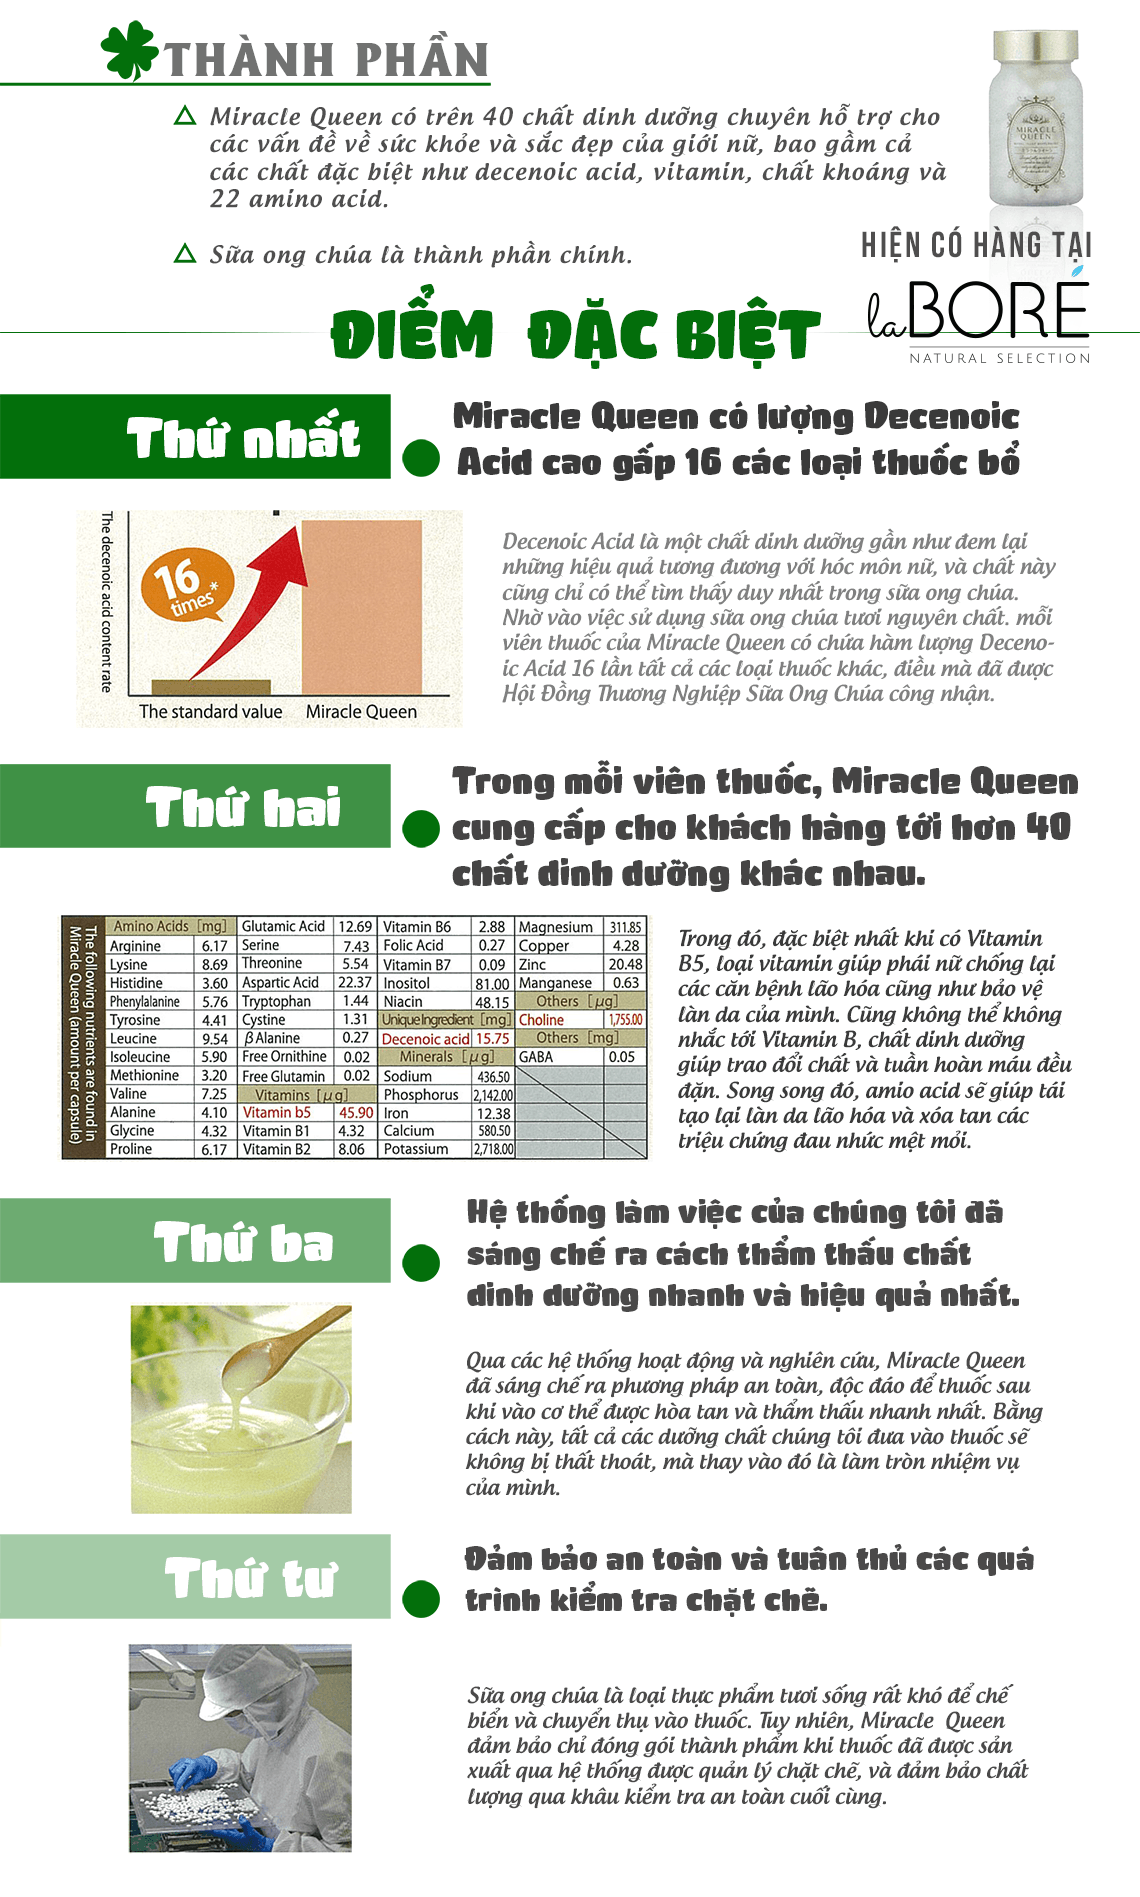 THÀNH PHẦN
Miracle Queen có trên 40 chất dinh dưỡng chuyên hỗ trợ cho
các vấn đề về sức khỏe và sắc đẹp của giới nữ, bao gầm cả
các chất đặc biệt như decenoic acid, vitamin, chất khoáng và
22 amino acid.
Sữa ong chúa là thành phần chính.
MIRACLE
QUEEN
HIỆN CÓ HÀNG TẠI
laBORÉ
NATURAL SELECTION
ĐIỂM ĐẶC BIỆT
Thứ nhất
Miracle Queen có lượng Decenoic
Acid cao gấp 16 các loại thuốc bổ
The decenoic acid content rate
16
times*
The standard value Miracle Queen
Decenoic Acid là một chất dinh dưỡng gần như đem lại
những hiệu quả tương đương với hóc môn nữ, và chất này
cũng chỉ có thể tìm thấy duy nhất trong sữa ong chúa.
Nhờ vào việc sử dụng sữa ong chúa tươi nguyên chất. mỗi
viên thuốc của Miracle Queen có chứa hàm lượng Deceno-
ic Acid 16 lần tất cả các loại thuốc khác, điều mà đã được
Hội Đồng Thương Nghiệp Sữa Ong Chúa công nhận.
Thứ hai
Trong mỗi viên thuốc, Miracle Queen
cung cấp cho khách hàng tới hơn 40
chất dinh dưỡng khác nhau.
The following nutrients are found in
Miracle Queen (amount per capsule)
Amino Acids [mg] Glutamic Acid 12.69 Vitamin B6 2.88 Magnesium 311.85
Arginine 6.17 Serine 7.43 Folic Acid 0.27 Copper 4.28
Lysine 8.69 Threonine 5.54 Vitamin B7 0.09 Zinc 20.48
Histidine 3.60 Aspartic Acid 22.37 Inositol 81.00 Manganese 0.63
Phenylalanine 5.76 Tryptophan 1.44 Niacin 48.15 Others [μg]
Tyrosine 4.41 Cystine 1.31 Unique Ingredient [mg] Choline 1,755.00
Leucine 9.54 βAlanine 0.27 Decenoic acid 15.75 Others [mg]
Isoleucine 5.90 Free Ornithine 0.02 Minerals [μg] GABA 0.05
Methionine 3.20 Free Glutamin 0.02 Sodium 436.50
Valine 7.25 Vitamins [μg] Phosphorus 2,142.00
Alanine 4.10 Vitamin b5 45.90 Iron 12.38
Glycine 4.32 Vitamin B1 4.32 Calcium 580.50
Proline 6.17 Vitamin B2 8.06 Potassium 2,718.00
Trong đó, đặc biệt nhất khi có Vitamin
B5, loại vitamin giúp phái nữ chống lại
các căn bệnh lão hóa cũng như bảo vệ
làn da của mình. Cũng không thể không
nhắc tới Vitamin B, chất dinh dưỡng
giúp trao đổi chất và tuần hoàn máu đều
đặn. Song song đó, amio acid sẽ giúp tái
tạo lại làn da lão hóa và xóa tan các
triệu chứng đau nhức mệt mỏi.
Thứ ba
Hệ thống làm việc của chúng tôi đã
sáng chế ra cách thẩm thấu chất
dinh dưỡng nhanh và hiệu quả nhất.
Qua các hệ thống hoạt động và nghiên cứu, Miracle Queen
đã sáng chế ra phương pháp an toàn, độc đáo để thuốc sau
khi vào cơ thể được hòa tan và thẩm thấu nhanh nhất. Bằng
cách này, tất cả các dưỡng chất chúng tôi đưa vào thuốc sẽ
không bị thất thoát, mà thay vào đó là làm tròn nhiệm vụ
của mình.
Thứ tư
Đảm bảo an toàn và tuân thủ các quá
trình kiểm tra chặt chẽ.
Sữa ong chúa là loại thực phẩm tươi sống rất khó để chế
biển và chuyển thụ vào thuốc. Tuy nhiên, Miracle Queen
đảm bảo chỉ đóng gói thành phẩm khi thuốc đã được sản
xuất qua hệ thống được quản lý chặt chẽ, và đảm bảo chất
lượng qua khâu kiểm tra an toàn cuối cùng.